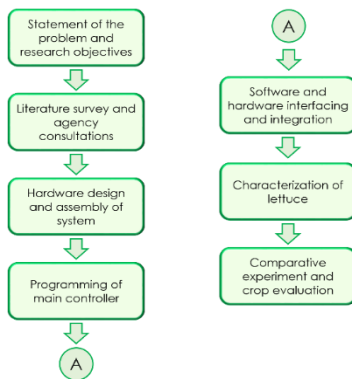 Statement of the
problem and
research objectives
Literature survey and
agency
consultations
Hardware design
and assembly of
system
Programming of
main controller
A
A
Software and
hardware interfacing
and integration
Characterization of
lettuce
Comparative
experiment and
crop evaluation